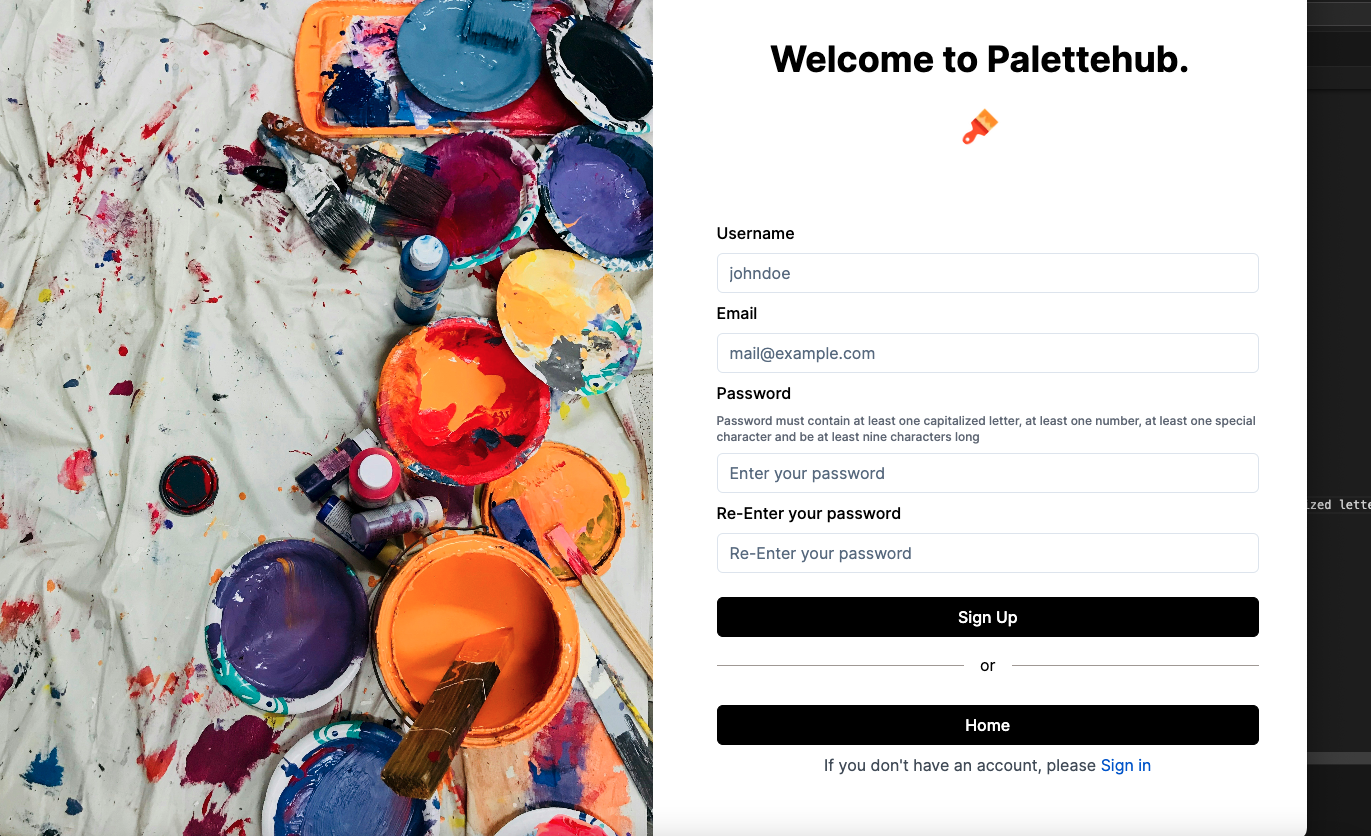 Welcome to Palettehub.
Username
johndoe
Email
mail@example.com
Password
Password must contain at least one capitalized letter, at least one number, at least one special
character and be at least nine characters long
Enter your password
Re-Enter your password
Re-Enter your password
Sign Up
or
Home
If you don't have an account, please Sign in
ized lette